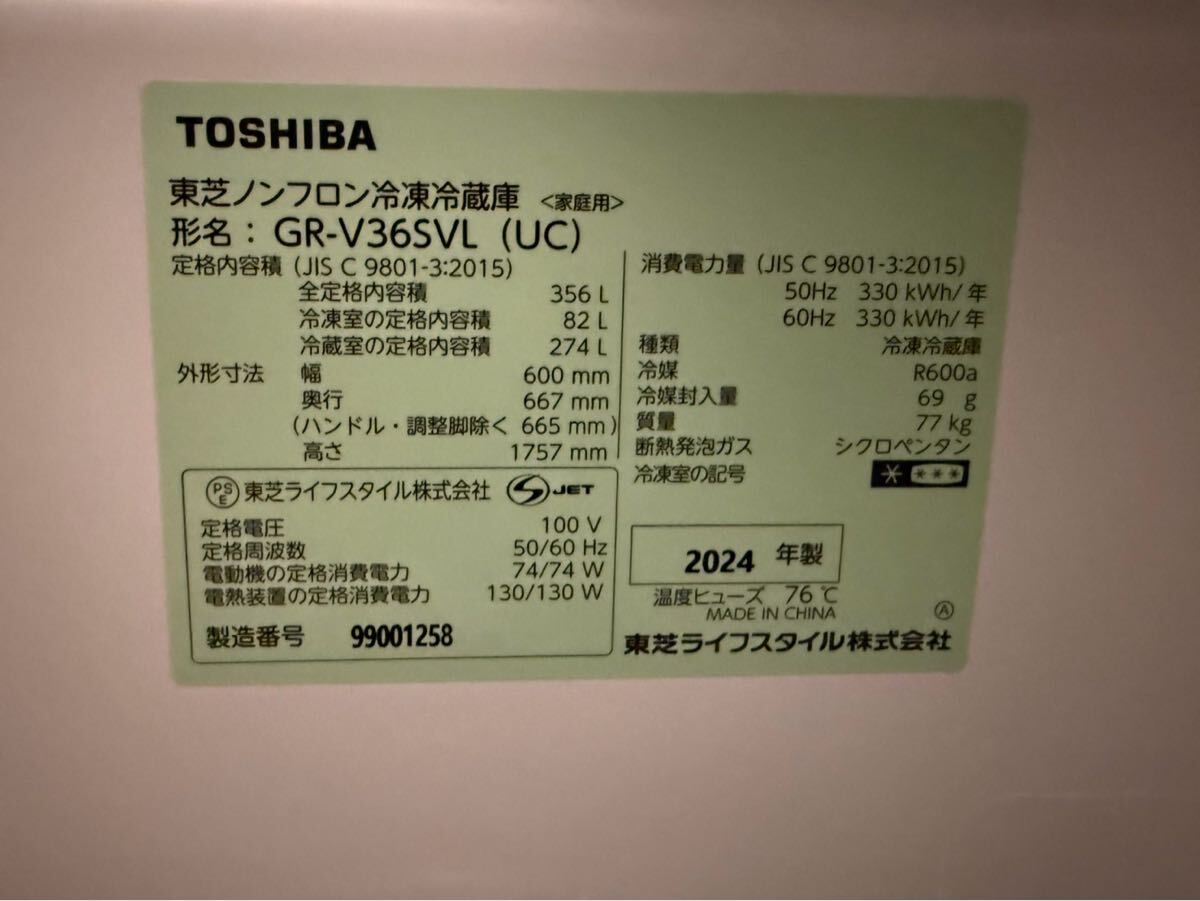 TOSHIBA
東芝ノンフロン冷凍冷蔵庫 <家庭用>
形名: GR-V36SVL (UC)
定格内容積 (JIS C 9801-3:2015)
全定格内容積 356 L
冷凍室の定格内容積 82 L
冷蔵室の定格内容積 274 L
外形寸法 幅 600 mm
奥行 667 mm
(ハンドル・調整脚除く 665 mm)
高さ 1757 mm
消費電力量 (JIS C 9801-3:2015)
50Hz 330 kWh/年
60Hz 330 kWh/年
種類 冷凍冷蔵庫
冷媒 R600a
冷媒封入量 69 g
質量 77 kg
断熱発泡ガス シクロペンタン
冷凍室の記号 ****
PSE 東芝ライフスタイル株式会社 JET
定格電圧 100 V
定格周波数 50/60 Hz
電動機の定格消費電力 74/74 W
電熱装置の定格消費電力 130/130 W
製造番号 99001258
2024 年製
温度ヒューズ 76℃
MADE IN CHINA Ⓐ
東芝ライフスタイル株式会社